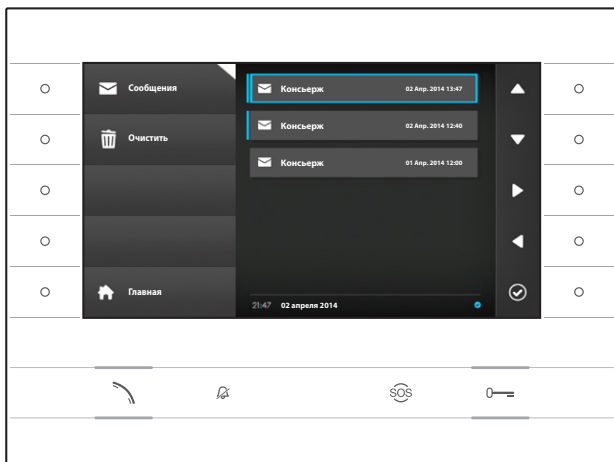 Сообщения
Консьерж 02 Апр. 2014 13:47
Очистить
Консьерж 02 Апр. 2014 12:40
Консьерж 01 Апр. 2014 12:00
Главная
21:47 02 апреля 2014
SOS